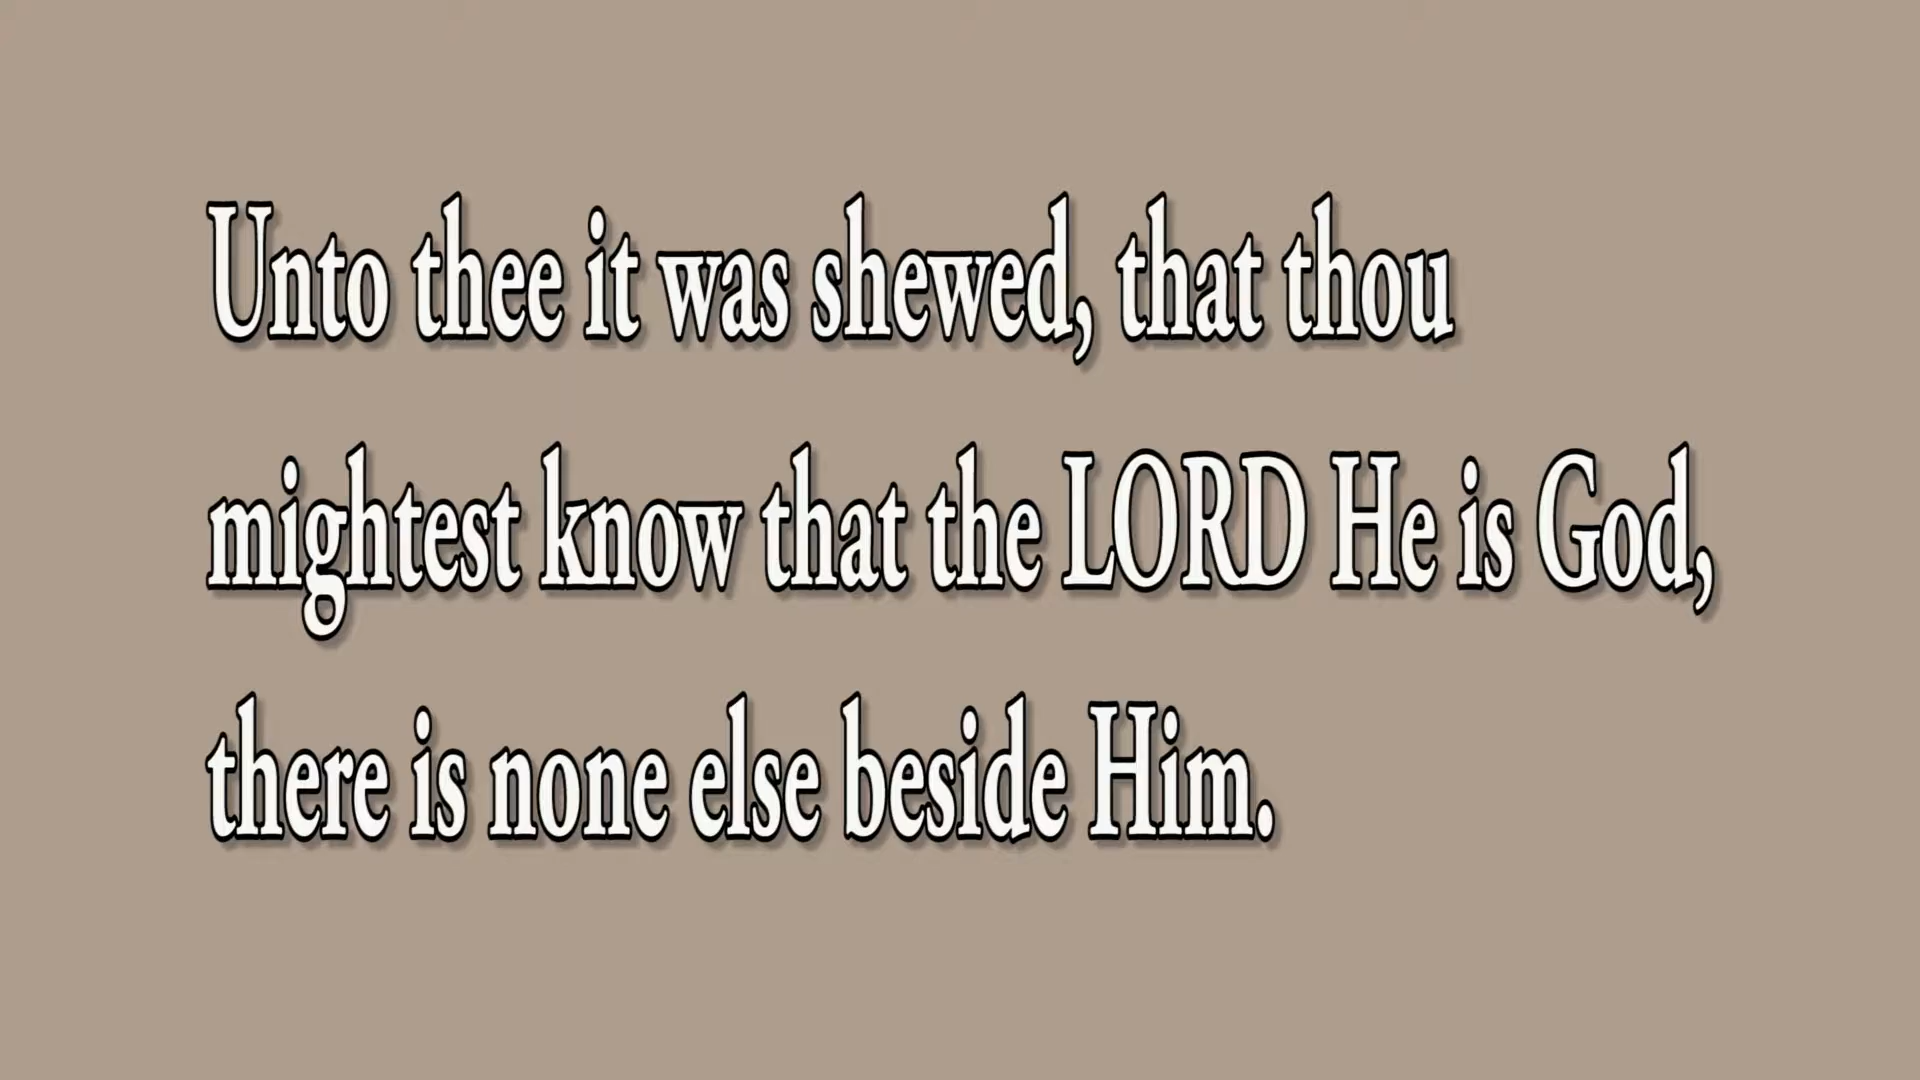 Unto thee it was shewed, that thou
mightest know that the LORD He is God,
there is none else beside Him.